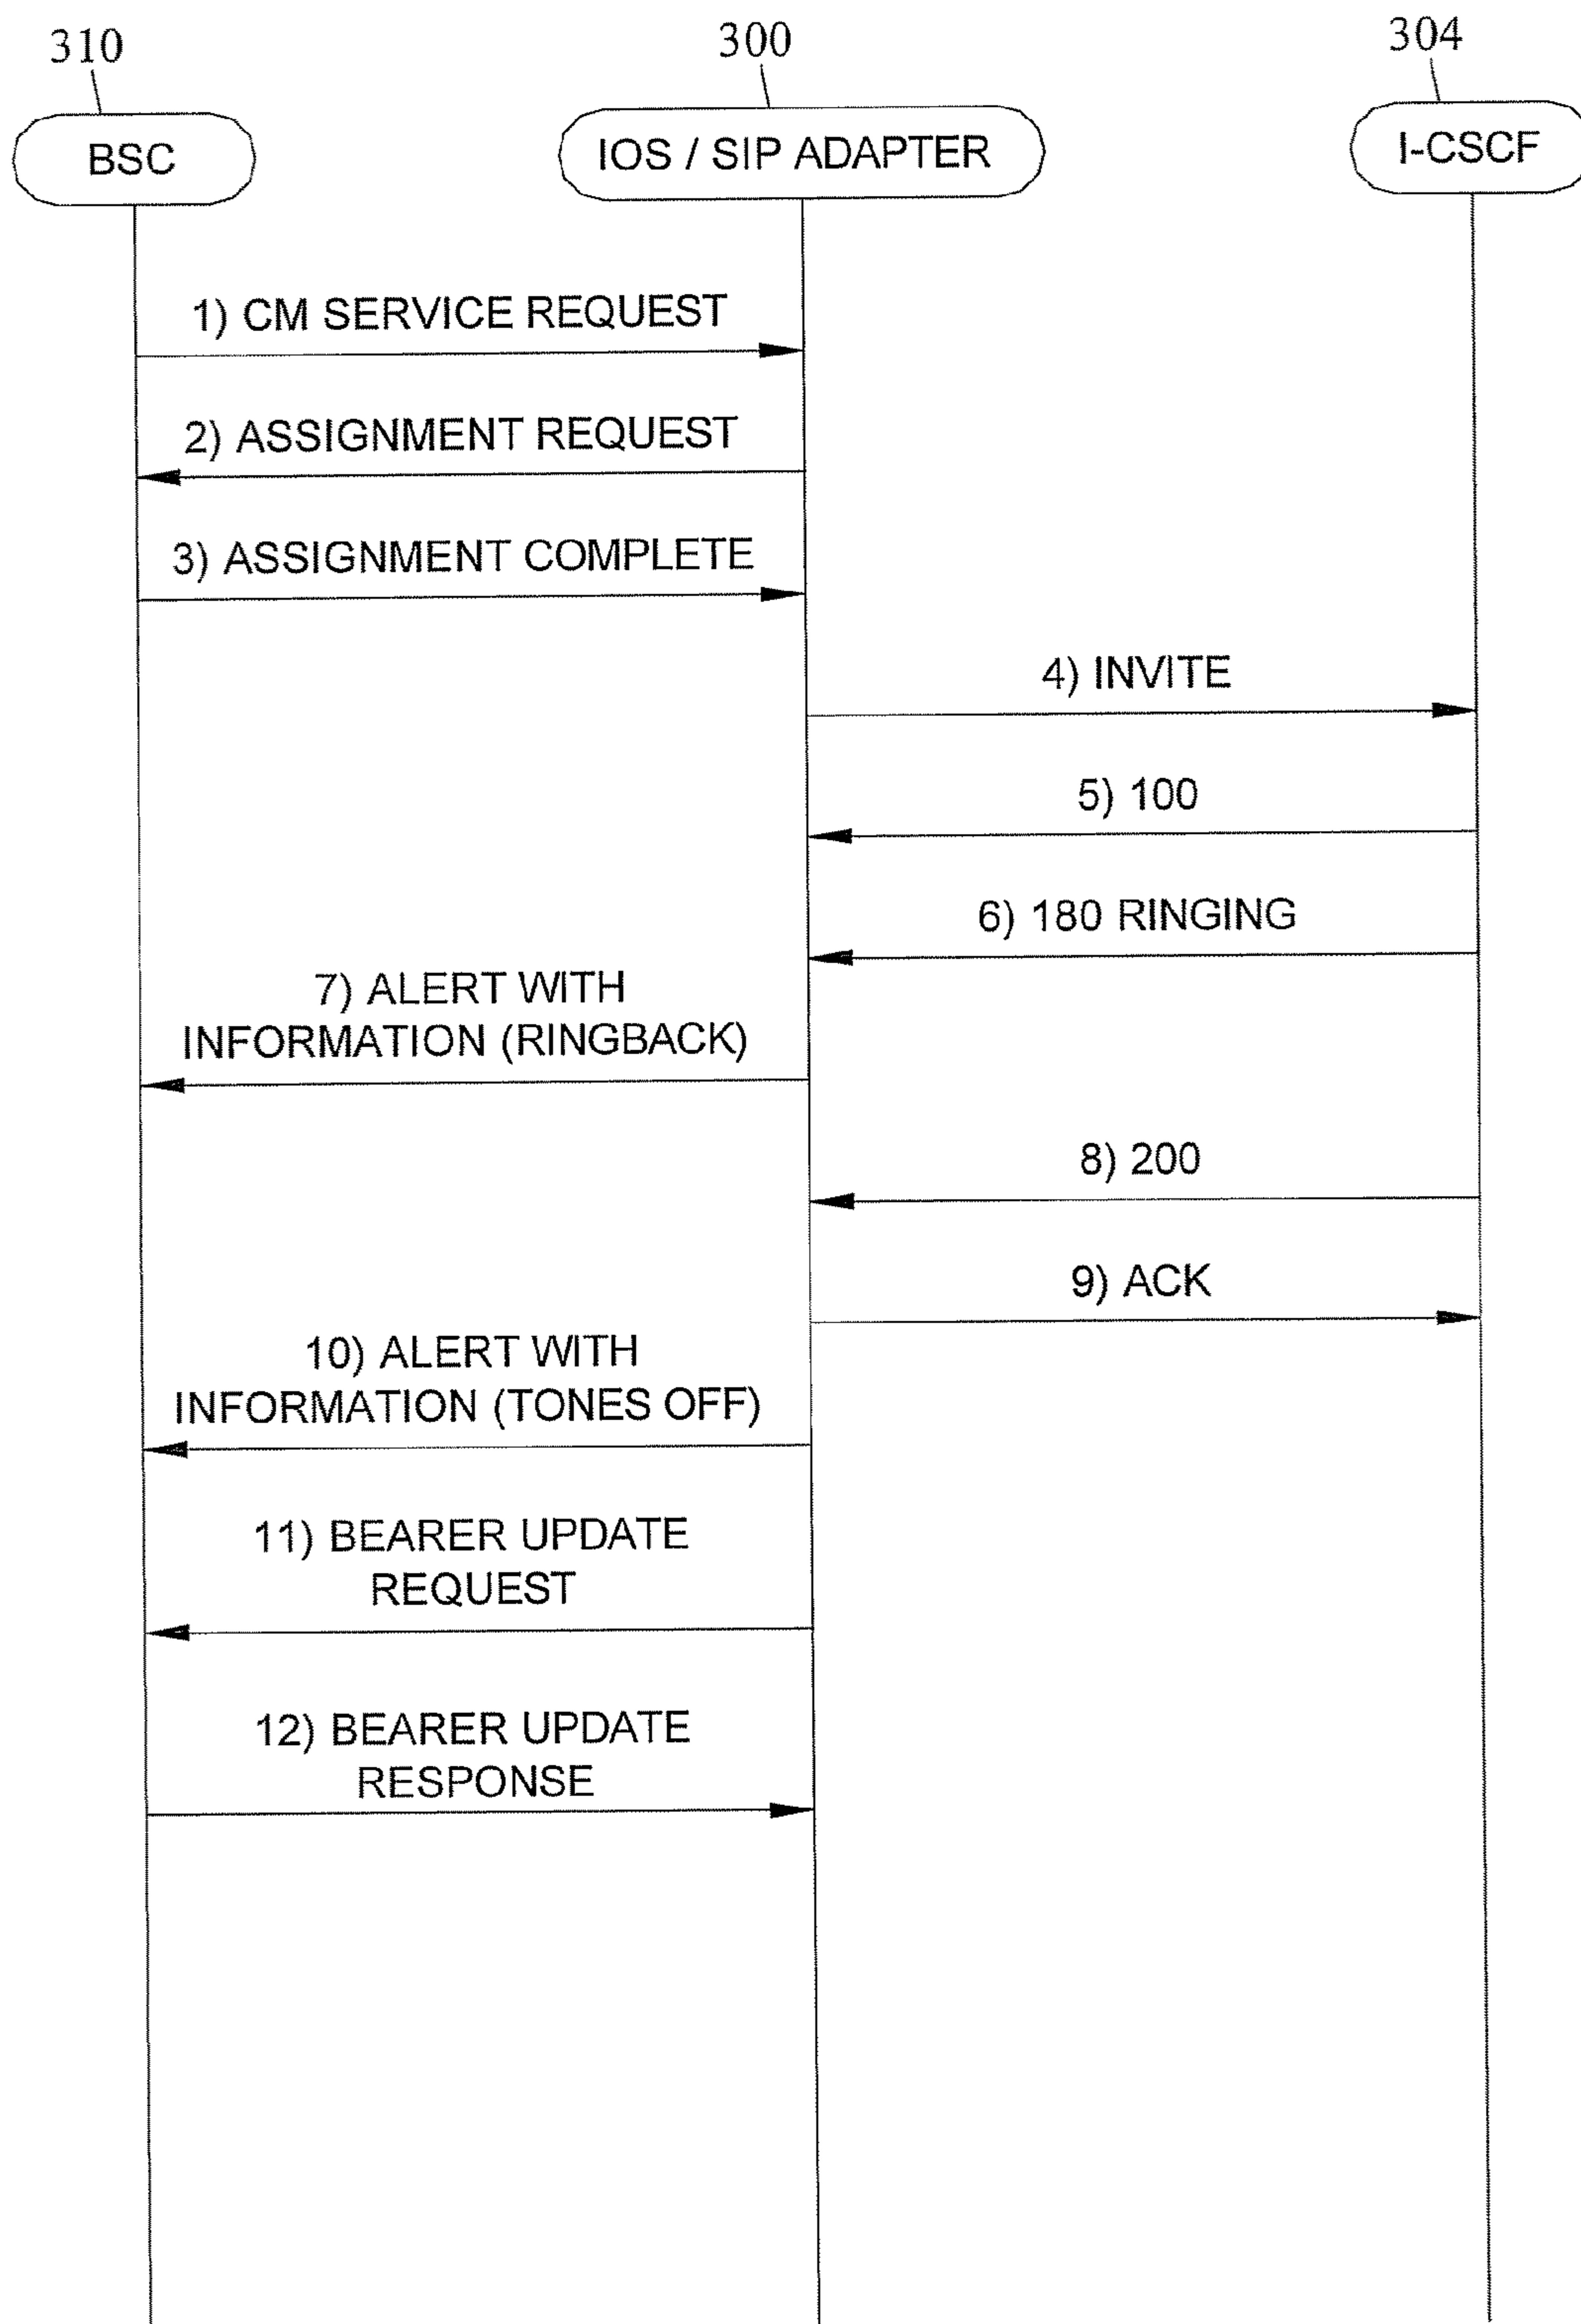 310
300
304
BSC
IOS / SIP ADAPTER
I-CSCF
1) CM SERVICE REQUEST
2) ASSIGNMENT REQUEST
3) ASSIGNMENT COMPLETE
4) INVITE
5) 100
6) 180 RINGING
7) ALERT WITH
INFORMATION (RINGBACK)
8) 200
9) ACK
10) ALERT WITH
INFORMATION (TONES OFF)
11) BEARER UPDATE
REQUEST
12) BEARER UPDATE
RESPONSE